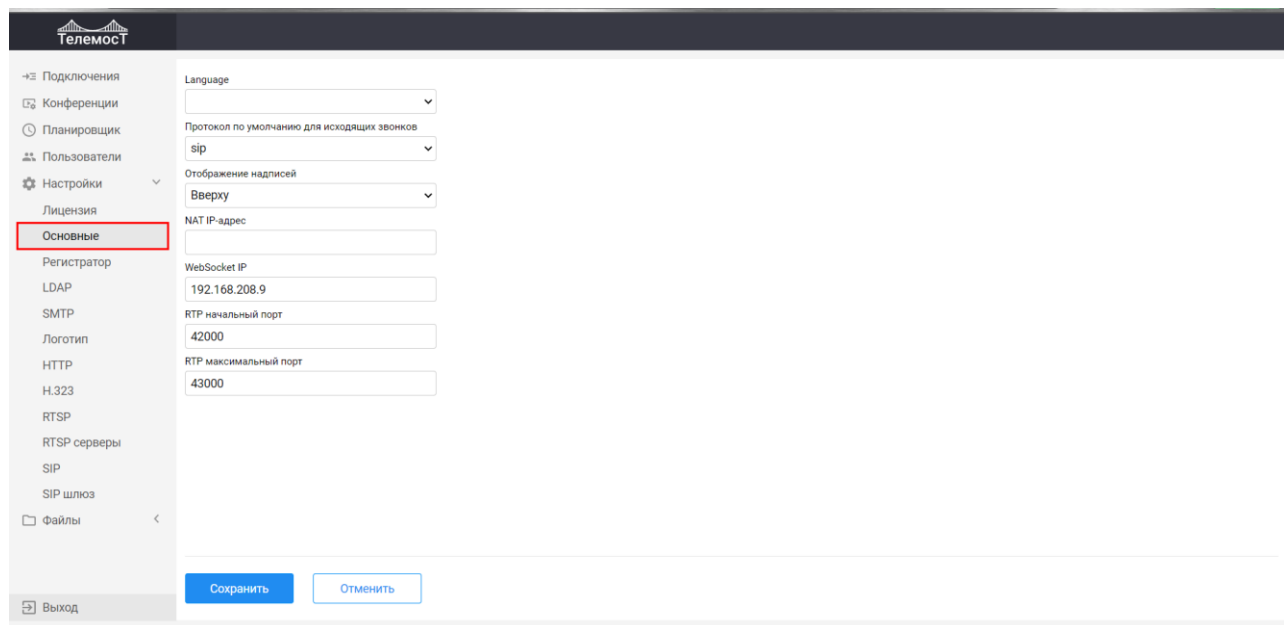 ТелемосТ
Подключения
Конференции
Планировщик
Пользователи
Настройки
Лицензия
Основные
Регистратор
LDAP
SMTP
Логотип
HTTP
H.323
RTSP
RTSP серверы
SIP
SIP шлюз
Файлы
Выход
Language
Протокол по умолчанию для исходящих звонков
sip
Отображение надписей
Вверху
NAT IP-адрес
WebSocket IP
192.168.208.9
RTP начальный порт
42000
RTP максимальный порт
43000
Сохранить
Отменить